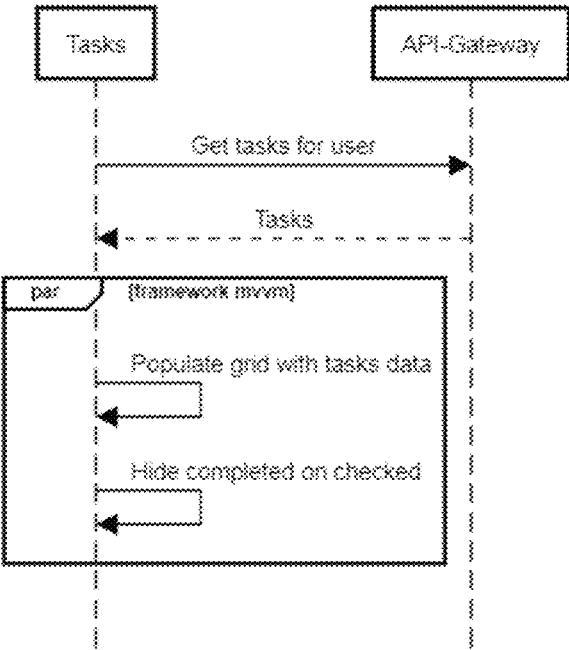 Tasks
API-Gateway
Get tasks for user
Tasks
par
[framework mvvm]
Populate grid with tasks data
Hide completed on checked